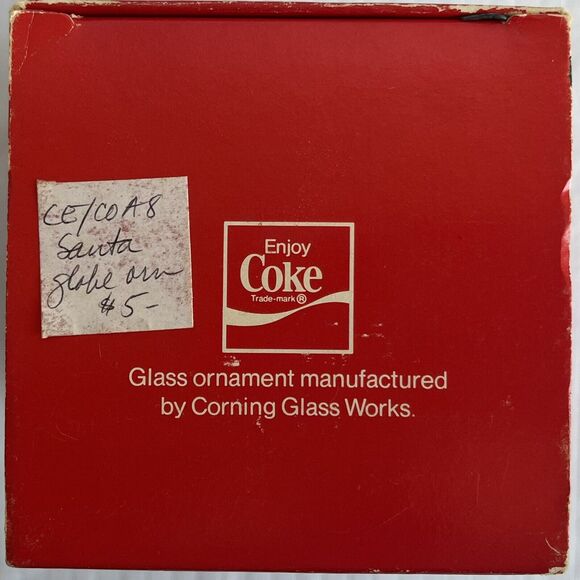 CE/COA8
Santa
globe orn
$5-
Enjoy
Coke
Trade-mark ®
Glass ornament manufactured
by Corning Glass Works.